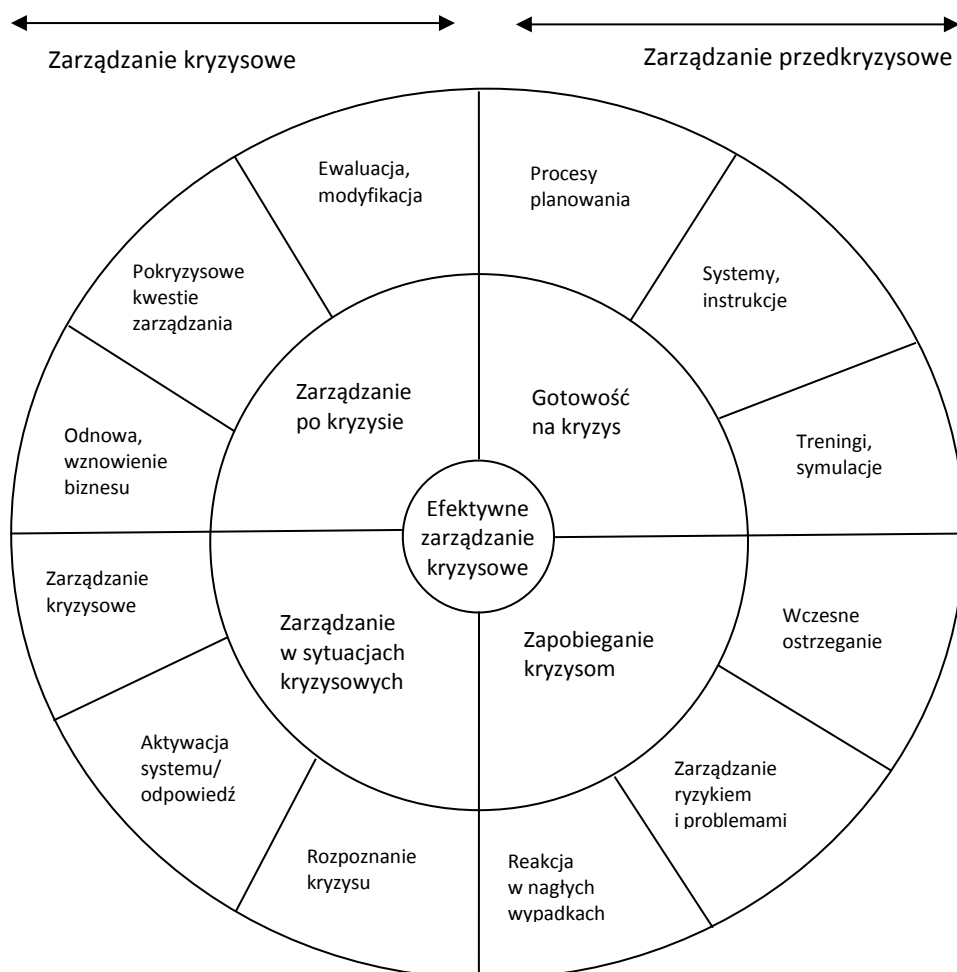 Zarządzanie kryzysowe
Zarządzanie przedkryzysowe
Ewaluacja,
modyfikacja
Procesy
planowania
Pokryzysowe
kwestie
zarządzania
Systemy,
instrukcje
Zarządzanie
po kryzysie
Gotowość
na kryzys
Odnowa,
wznowienie
biznesu
Treningi,
symulacje
Efektywne
zarządzanie
kryzysowe
Zarządzanie
kryzysowe
Zarządzanie
w sytuacjach
kryzysowych
Zapobieganie
kryzysom
Wczesne
ostrzeganie
Aktywacja
systemu/
odpowiedź
Zarządzanie
ryzykiem
i problemami
Rozpoznanie
kryzysu
Reakcja
w nagłych
wypadkach